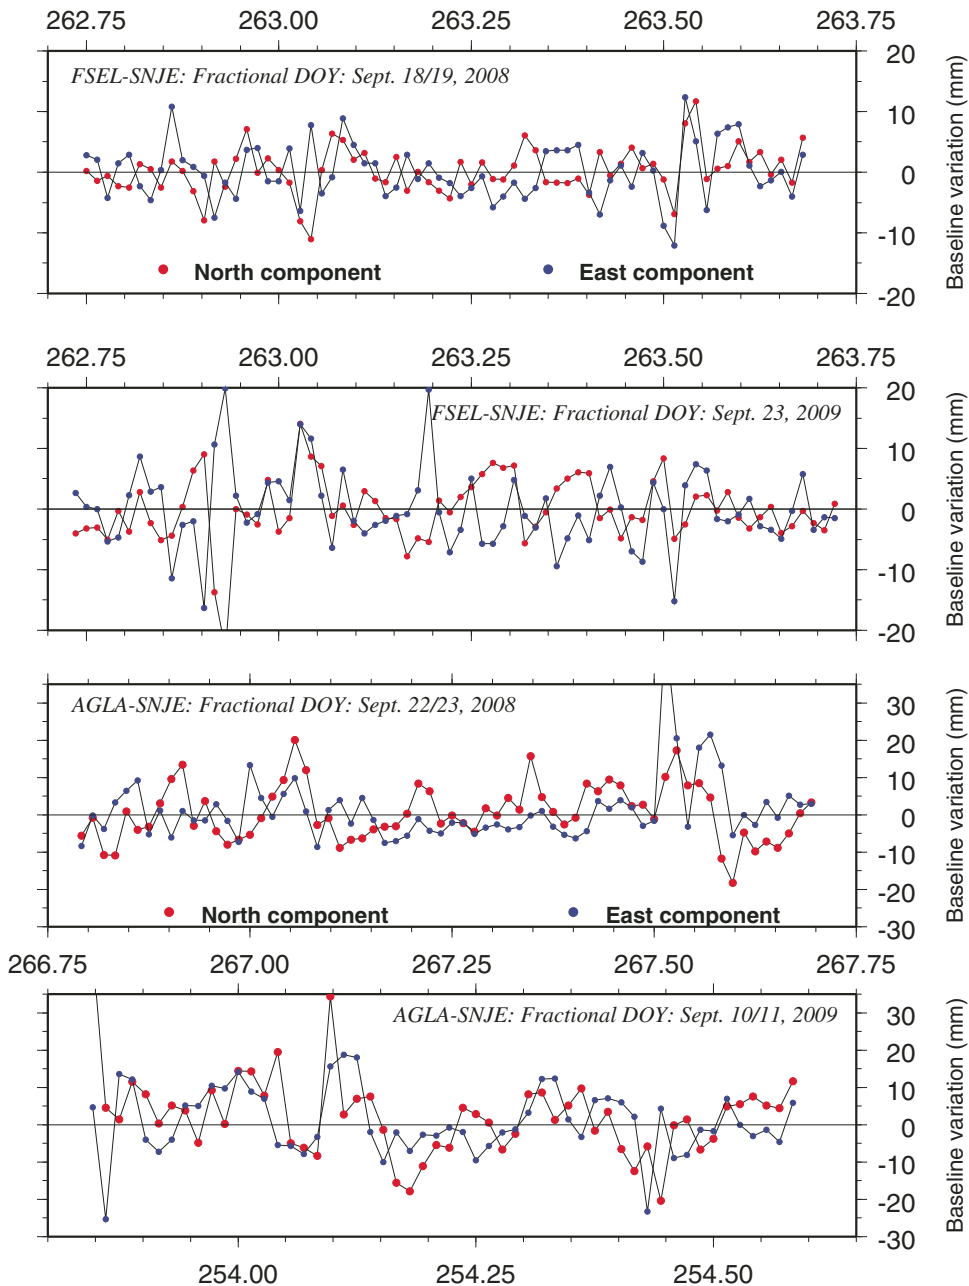 262.75 263.00 263.25 263.50 263.75
FSEL-SNJE: Fractional DOY: Sept. 18/19, 2008
20
10
0
-10
-20
Baseline variation (mm)
North component East component
262.75 263.00 263.25 263.50 263.75
FSEL-SNJE: Fractional DOY: Sept. 23, 2009
20
10
0
-10
-20
Baseline variation (mm)
AGLA-SNJE: Fractional DOY: Sept. 22/23, 2008
30
20
10
0
-10
-20
-30
Baseline variation (mm)
North component East component
266.75 267.00 267.25 267.50 267.75
AGLA-SNJE: Fractional DOY: Sept. 10/11, 2009
30
20
10
0
-10
-20
-30
Baseline variation (mm)
254.00 254.25 254.50